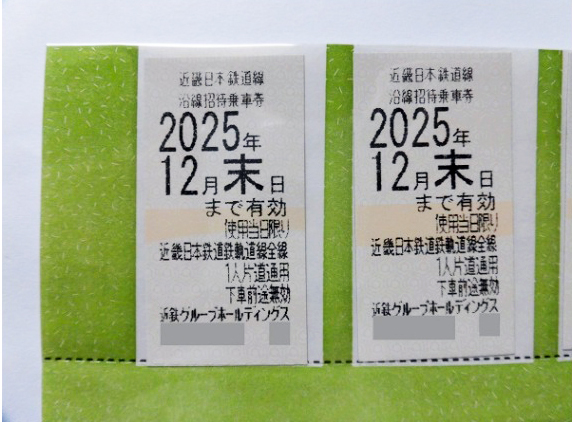 近畿日本鉄道線
沿線招待乗車券
2025年
12月末日
まで有効
使用当日限り
近畿日本鉄道鉄軌道線全線
1人片道通用
下車前途無効
近鉄グループホールディングス
近畿日本鉄道線
沿線招待乗車券
2025年
12月末日
まで有効
使用当日限り
近畿日本鉄道鉄軌道線全線
1人片道通用
下車前途無効
近鉄グループホールディングス